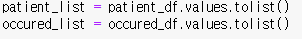 patient_list = patient_df.values.tolist()
occured_list = occured_df.values.tolist()